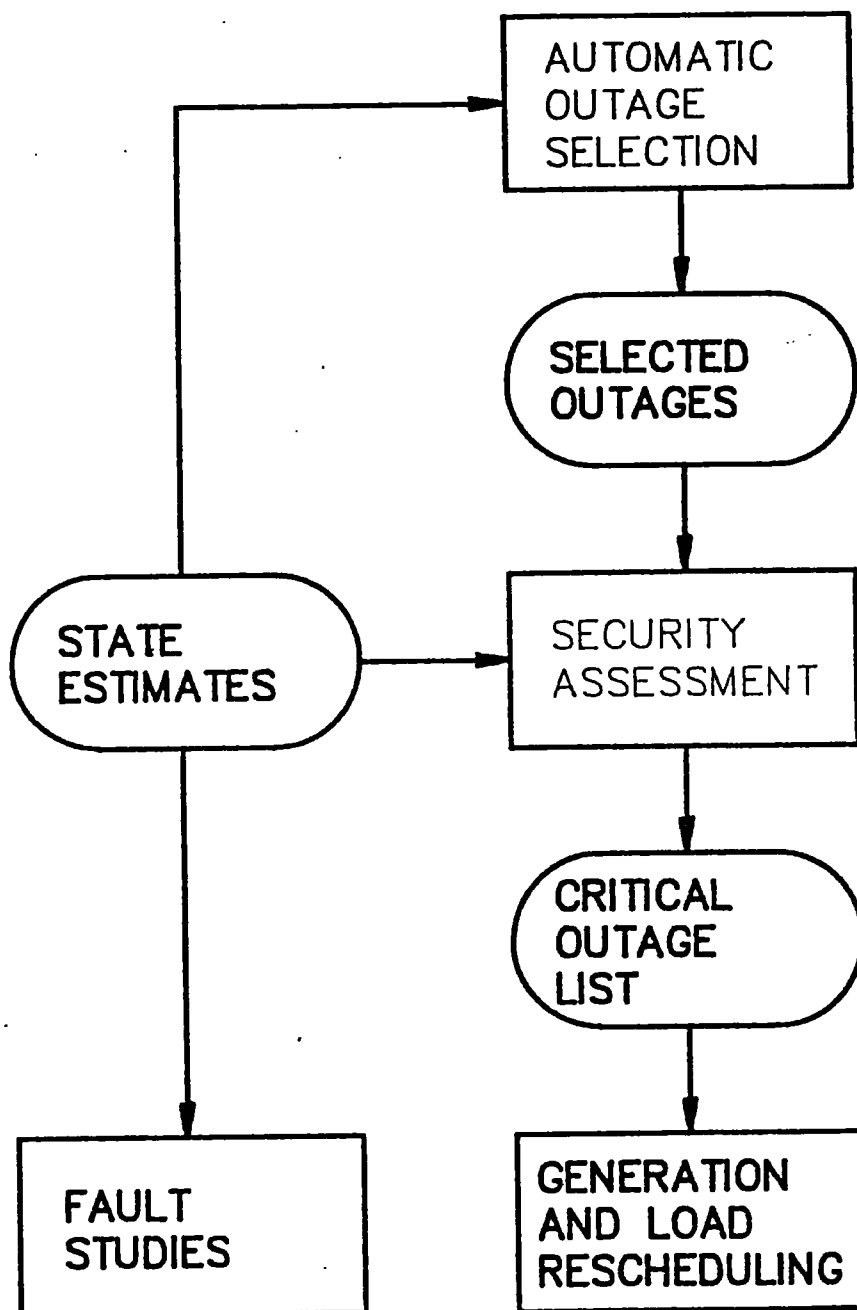 AUTOMATIC
OUTAGE
SELECTION
SELECTED
OUTAGES
STATE
ESTIMATES
SECURITY
ASSESSMENT
CRITICAL
OUTAGE
LIST
FAULT
STUDIES
GENERATION
AND LOAD
RESCHEDULING